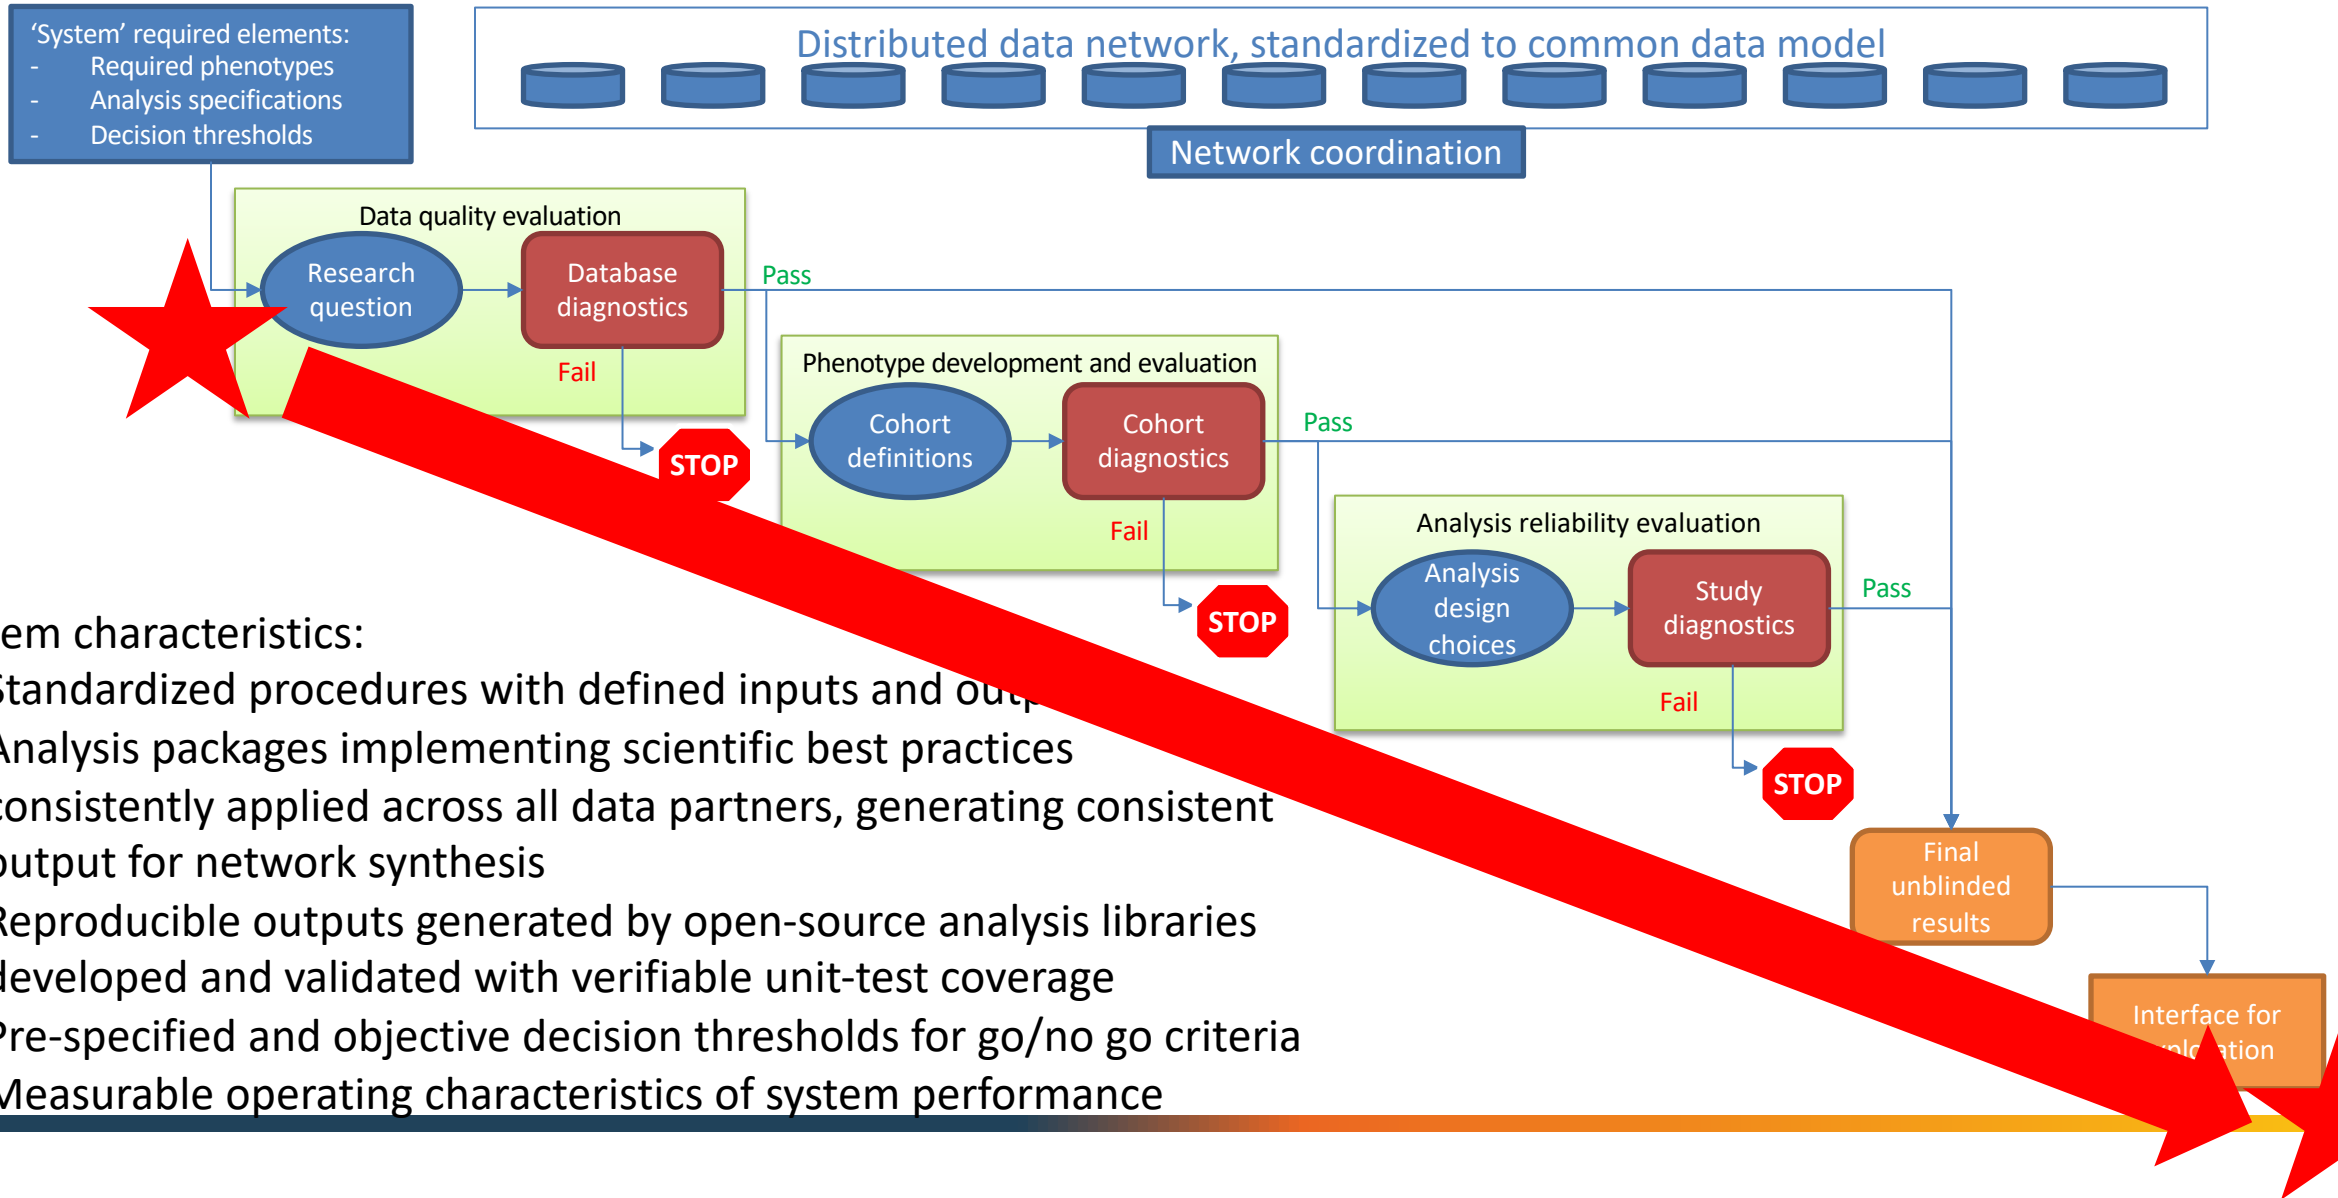 ‘System’ required elements:
- Required phenotypes
- Analysis specifications
- Decision thresholds
Distributed data network, standardized to common data model
Network coordination
Data quality evaluation
Research
question
Database
diagnostics
Pass
Fail
STOP
Phenotype development and evaluation
Cohort
definitions
Cohort
diagnostics
Pass
Fail
STOP
Analysis reliability evaluation
Analysis
design
choices
Study
diagnostics
Pass
Fail
STOP
Final
unblinded
results
Interface for
em characteristics:
Standardized procedures with defined inputs and
Analysis packages implementing scientific best practices
consistently applied across all data partners, generating consistent
output for network synthesis
Reproducible outputs generated by open-source analysis libraries
developed and validated with verifiable unit-test coverage
Pre-specified and objective decision thresholds for go/no go criteria
Measurable operating characteristics of system performance